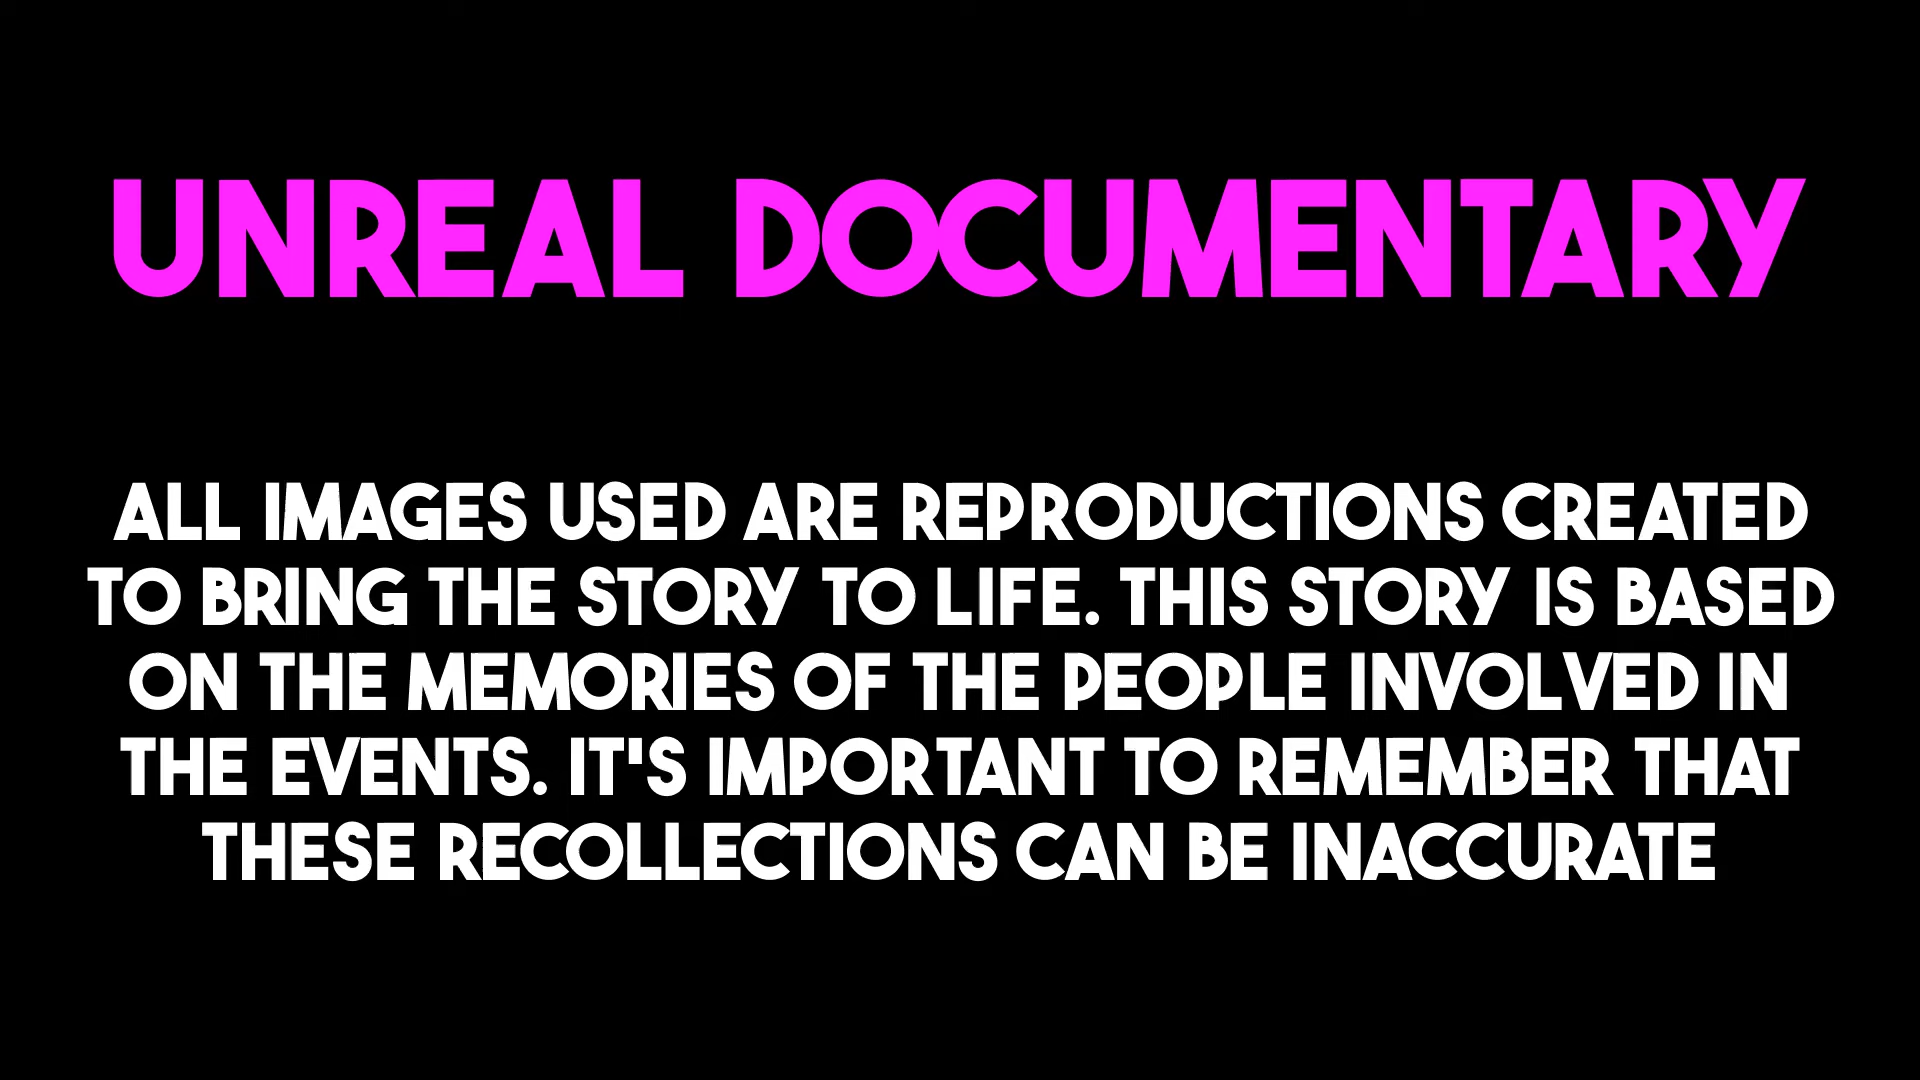 UNREAL DOCUMENTARY
ALL IMAGES USED ARE REPRODUCTIONS CREATED
TO BRING THE STORY TO LIFE. THIS STORY IS BASED
ON THE MEMORIES OF THE PEOPLE INVOLVED IN
THE EVENTS. IT'S IMPORTANT TO REMEMBER THAT
THESE RECOLLECTIONS CAN BE INACCURATE